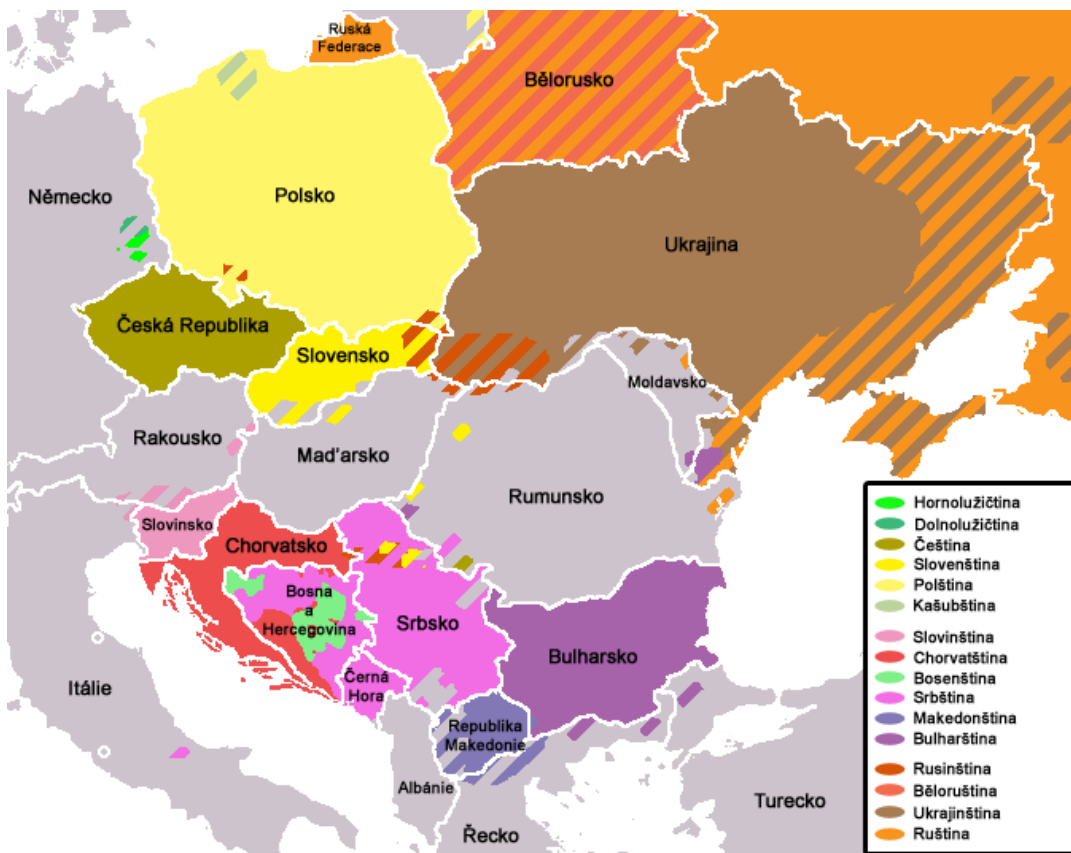 Ruská
Federace
Bělorusko
Německo
Polsko
Ukrajina
Česká Republika
Slovensko
Moldavsko
Rakousko
Maďarsko
Rumunsko
Slovinsko
Chorvatsko
Bosna
a
Hercegovina
Srbsko
Bulharsko
Černá
Hora
Itálie
Republika
Makedonie
Albánie
Turecko
Řecko
Hornolužičtina
Dolnolužičtina
Čeština
Slovenština
Polština
Kašubština
Slovinština
Chorvatština
Bosenština
Srbština
Makedonština
Bulharština
Rusinština
Běloruština
Ukrajinština
Ruština